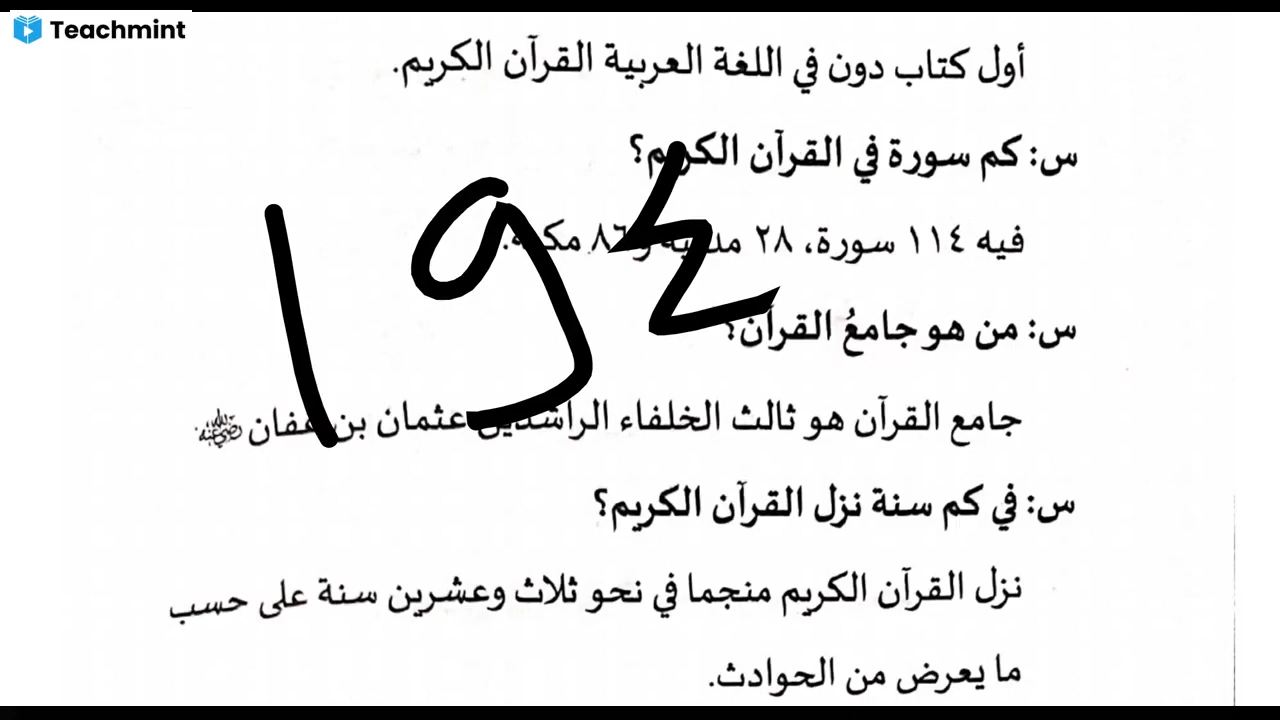 Teachmint
أول كتاب دون في اللغة العربية القرآن الكريم.
س: كم سورة في القرآن الكريم؟
فيه ١١٤ سورة، ٢٨ مدنية و٨٦ مكية.
س: من هو جامعُ القرآن؟
جامع القرآن هو ثالث الخلفاء الراشدين عثمان بن عفان رضي الله عنه
س: في كم سنة نزل القرآن الكريم؟
نزل القرآن الكريم منجما في نحو ثلاث وعشرين سنة على حسب
ما يعرض من الحوادث.
١٩٤